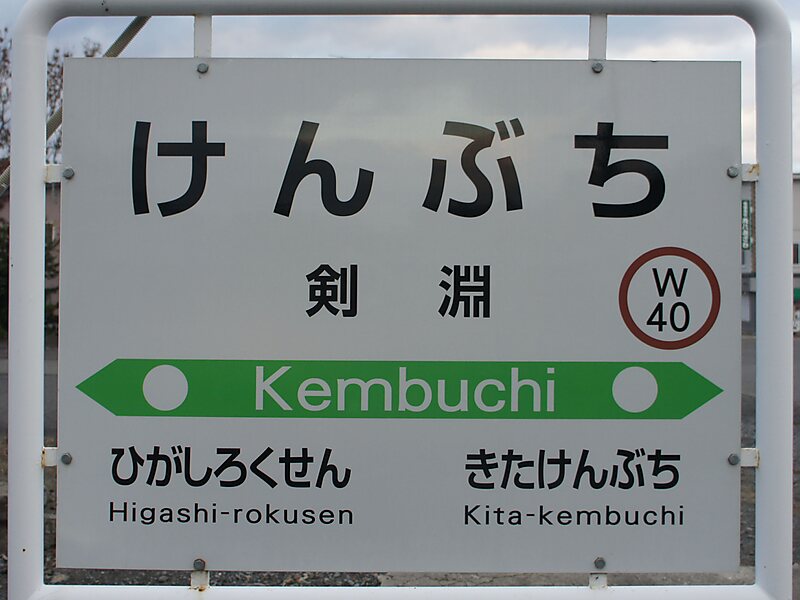 けんぶち
剣淵
W
40
Kembuchi
ひがしろくせん きたけんぶち
Higashi-rokusen Kita-kembuchi